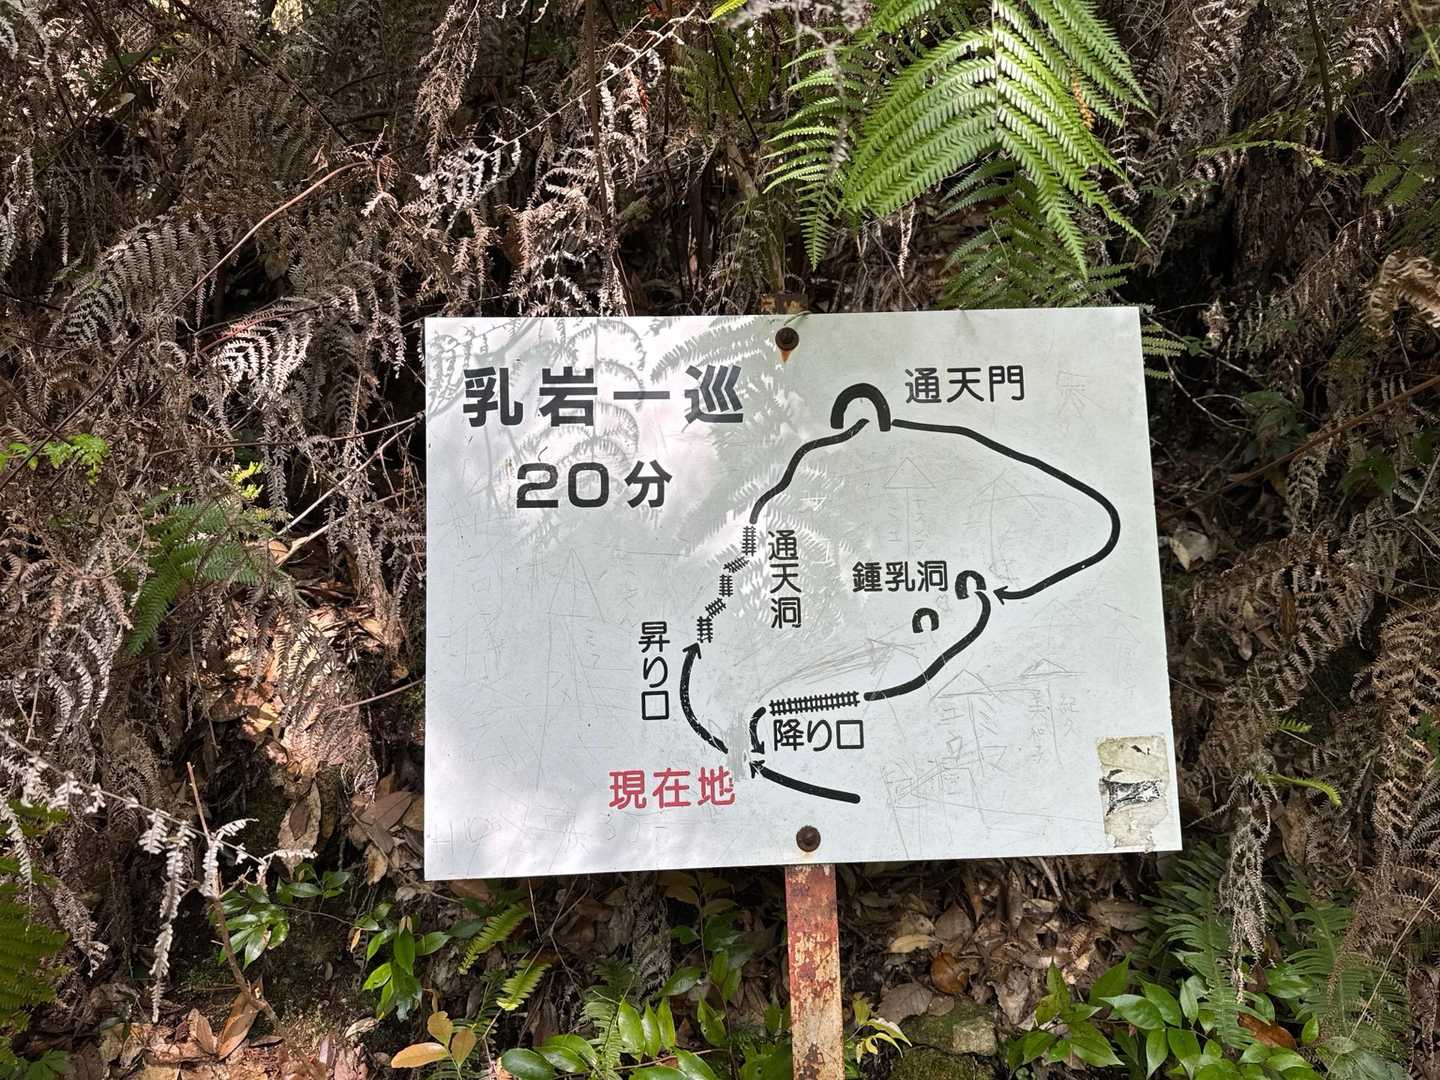 乳岩一巡
20分
通天門
通天洞
鍾乳洞
昇り口
降り口
現在地